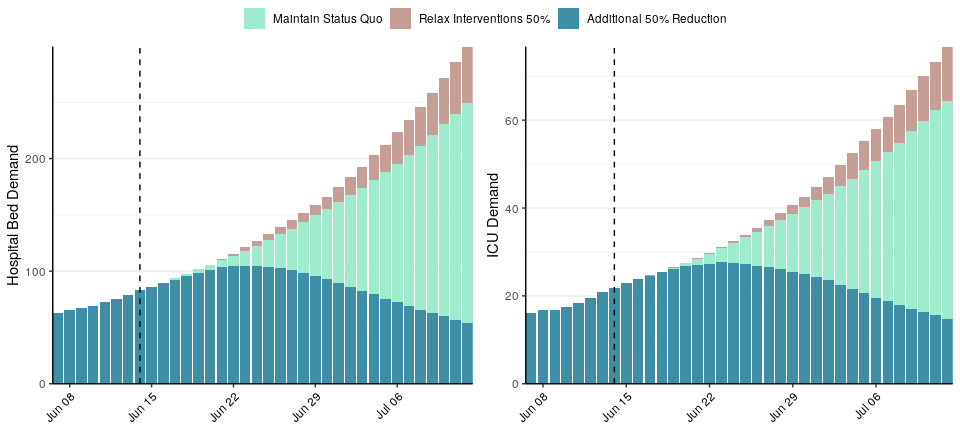 Maintain Status Quo Relax Interventions 50% Additional 50% Reduction
Hospital Bed Demand
200
100
0
Jun 08 Jun 15 Jun 22 Jun 29 Jul 06
ICU Demand
60
40
20
0
Jun 08 Jun 15 Jun 22 Jun 29 Jul 06